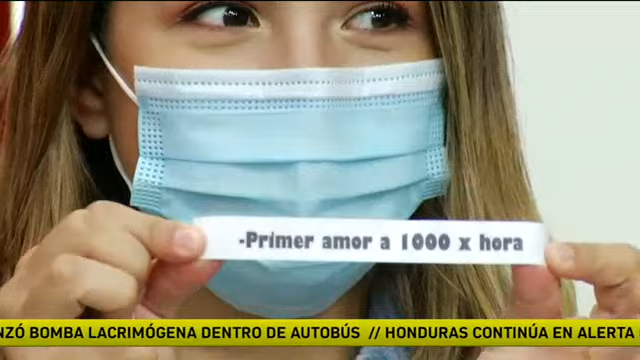 -Primer amor a 1000 x hora
NZÓ BOMBA LACRIMÓGENA DENTRO DE AUTOBÚS // HONDURAS CONTINÚA EN ALERTA